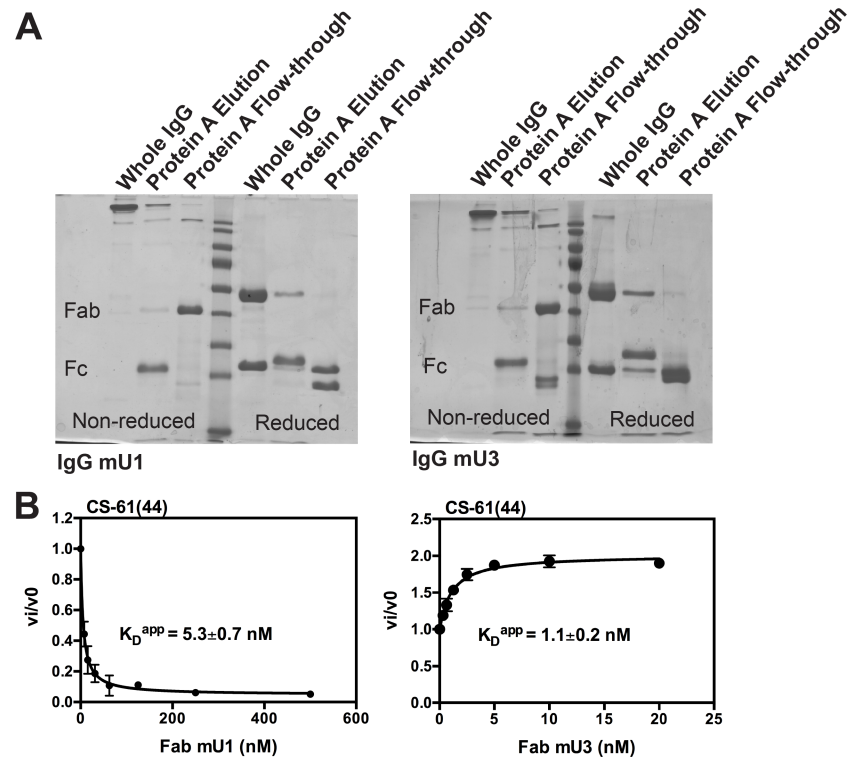 A
Whole IgG
Protein A Elution
Protein A Flow-through
Whole IgG
Protein A Elution
Protein A Flow-through
Fab
Fc
Non-reduced
Reduced
IgG mU1
Whole IgG
Protein A Elution
Protein A Flow-through
Whole IgG
Protein A Elution
Protein A Flow-through
Fab
Fc
Non-reduced
Reduced
IgG mU3
B
CS-61(44)
1.2
1.0
0.8
0.6
0.4
0.2
0.0
vi/v0
K_D^app = 5.3±0.7 nM
0 200 400 600
Fab mU1 (nM)
CS-61(44)
2.5
2.0
1.5
1.0
0.5
0.0
vi/v0
K_D^app = 1.1±0.2 nM
0 5 10 15 20 25
Fab mU3 (nM)